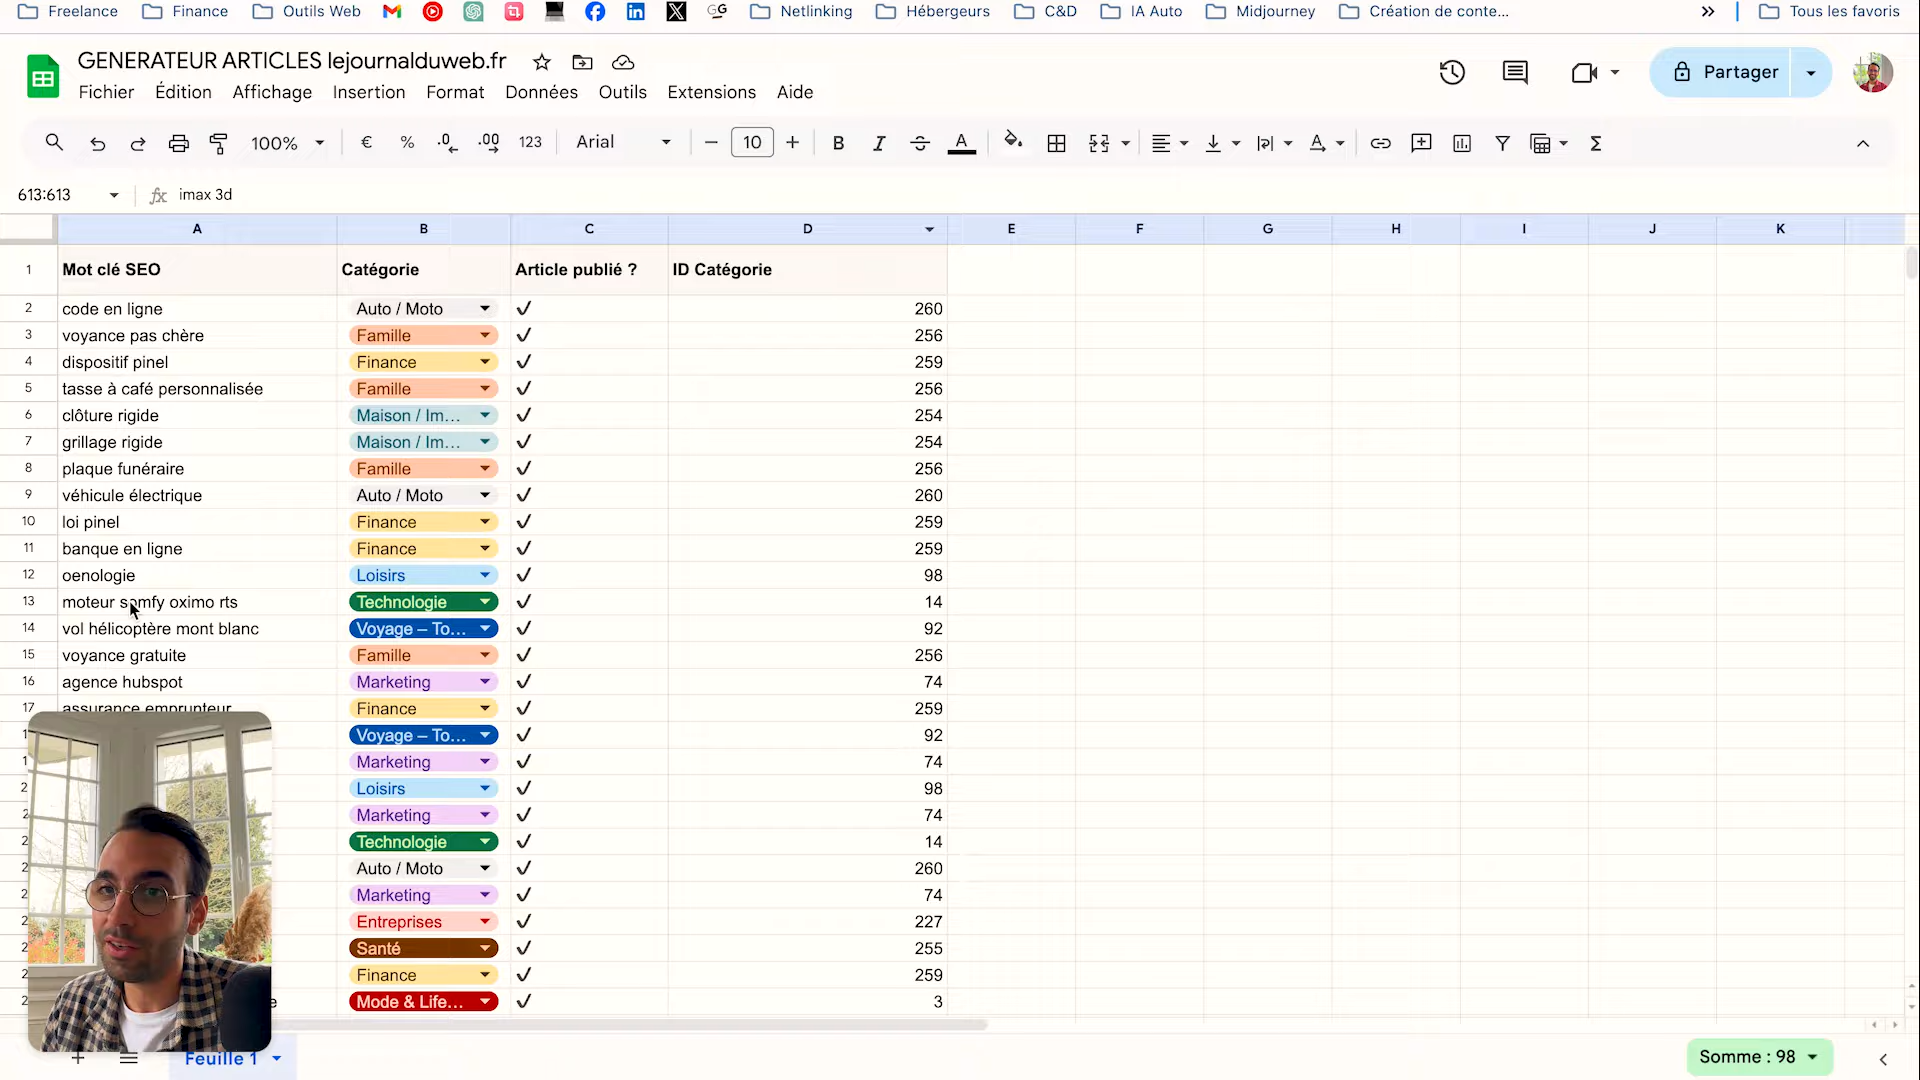 Freelance Finance Outils Web Netlinking Hébergeurs C&D IA Auto Midjourney Création de conte... Tous les favoris
GENERATEUR ARTICLES lejournalduweb.fr
Partager
Fichier Édition Affichage Insertion Format Données Outils Extensions Aide
100% € % .0 .00 123 Arial 10 B I A
613:613 fx imax 3d
A B C D E F G H I J K
1 Mot clé SEO Catégorie Article publié ? ID Catégorie
2 code en ligne Auto / Moto ✓ 260
3 voyance pas chère Famille ✓ 256
4 dispositif pinel Finance ✓ 259
5 tasse à café personnalisée Famille ✓ 256
6 clôture rigide Maison / Im... ✓ 254
7 grillage rigide Maison / Im... ✓ 254
8 plaque funéraire Famille ✓ 256
9 véhicule électrique Auto / Moto ✓ 260
10 loi pinel Finance ✓ 259
11 banque en ligne Finance ✓ 259
12 oenologie Loisirs ✓ 98
13 moteur somfy oximo rts Technologie ✓ 14
14 vol hélicoptère mont blanc Voyage – To... ✓ 92
15 voyance gratuite Famille ✓ 256
16 agence hubspot Marketing ✓ 74
17 assurance emprunteur Finance ✓ 259
Voyage – To... ✓ 92
Marketing ✓ 74
Loisirs ✓ 98
Marketing ✓ 74
Technologie ✓ 14
Auto / Moto ✓ 260
Marketing ✓ 74
Entreprises ✓ 227
Santé ✓ 255
Finance ✓ 259
Mode & Life... ✓ 3
Feuille 1
Somme : 98